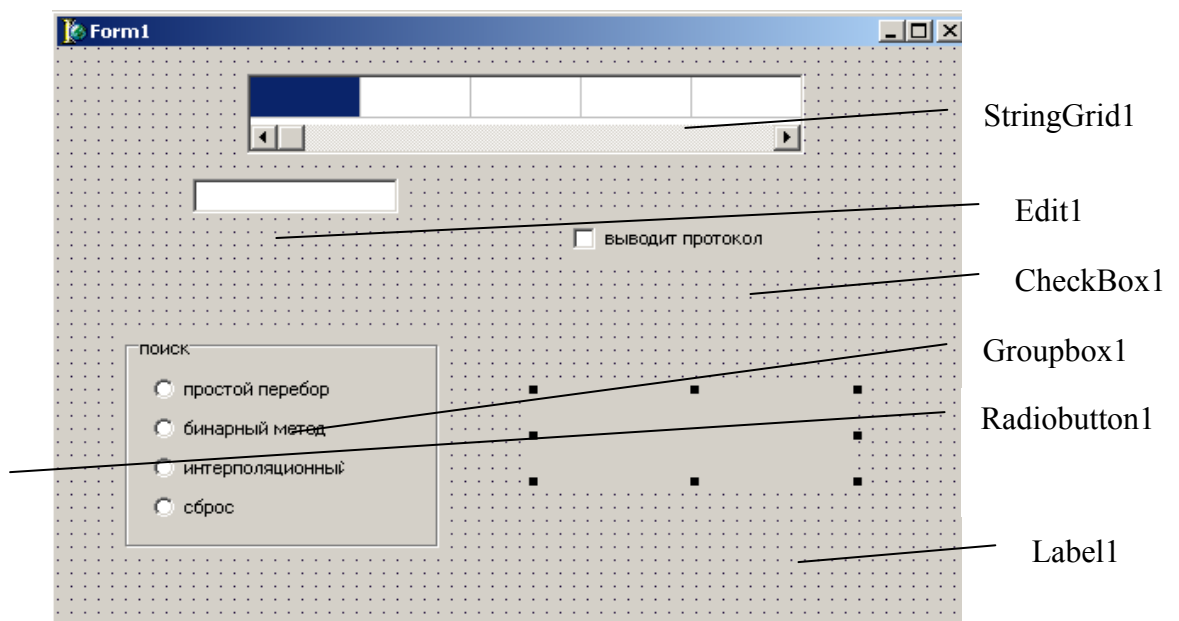 Form1
StringGrid1
Edit1
выводит протокол
CheckBox1
поиск
Groupbox1
простой перебор
Radiobutton1
бинарный метод
интерполяционный
сброс
Label1